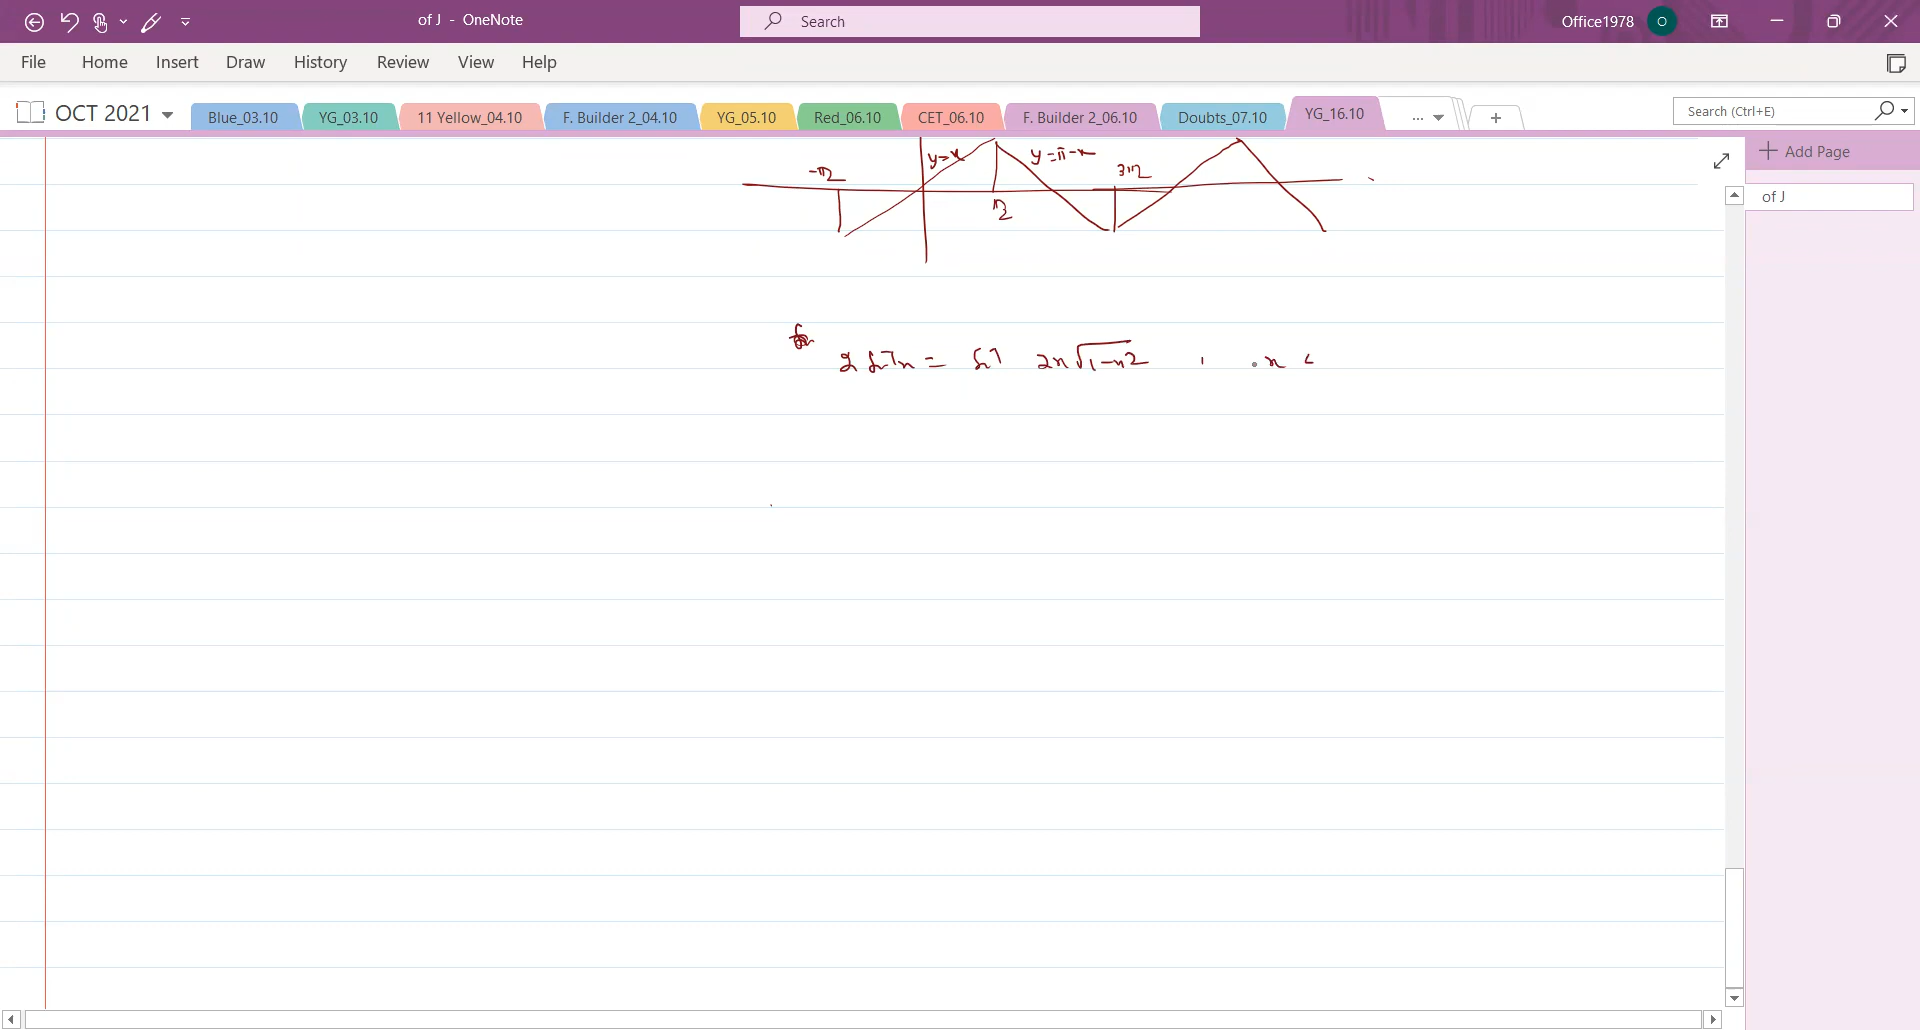 of J - OneNote
Search
Office1978
O
File Home Insert Draw History Review View Help
OCT 2021
Blue_03.10 YG_03.10 11 Yellow_04.10 F. Builder 2_04.10 YG_05.10 Red_06.10 CET_06.10 F. Builder 2_06.10 Doubts_07.10 YG_16.10 ... +
Search (Ctrl+E)
Add Page
of J
y=x y=π-x
-π/2 3π/2
π/2
for
2 sin⁻¹x = sin⁻¹ 2x√1-x² , x ∈